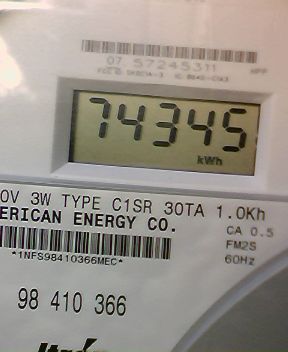 07 57245311
74345
kWh
0V 3W TYPE C1SR 30TA 1.0Kh
ERICAN ENERGY CO.
CA 0.5
FM2S
*1NFS98410366MEC*
60Hz
98 410 366
Itron